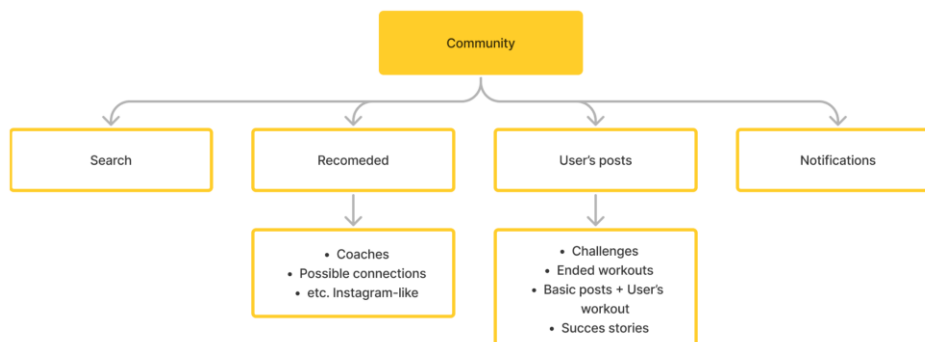 Community
Search
Recomeded
User's posts
Notifications
• Coaches
• Possible connections
• etc. Instagram-like
• Challenges
• Ended workouts
• Basic posts + User's
workout
• Succes stories